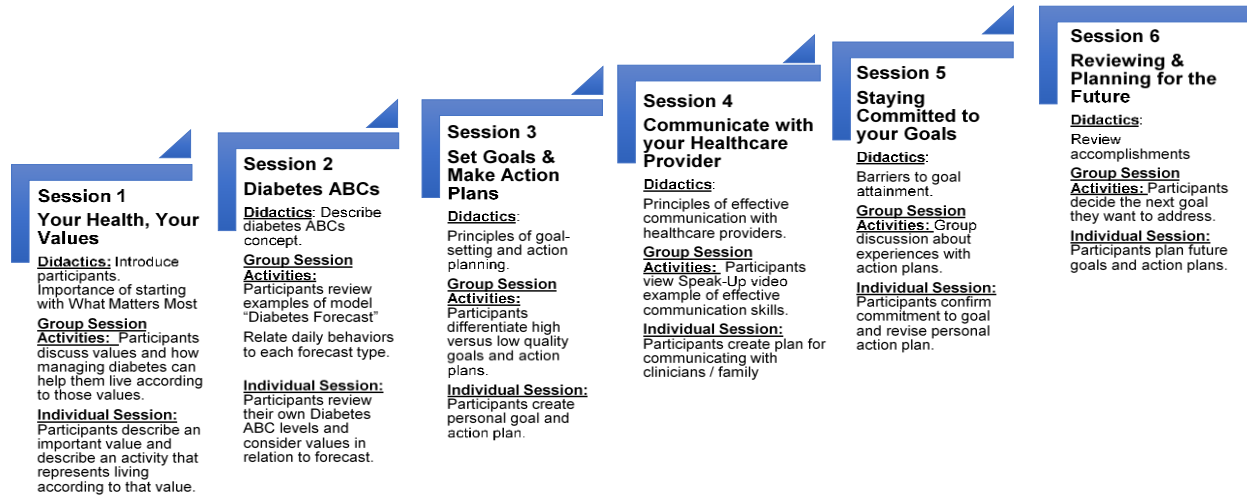 Session 1
Your Health, Your
Values
Didactics: Introduce
participants.
Importance of starting
with What Matters Most
Group Session
Activities: Participants
discuss values and how
managing diabetes can
help them live according
to those values.
Individual Session:
Participants describe an
important value and
describe an activity that
represents living
according to that value.
Session 2
Diabetes ABCs
Didactics: Describe
diabetes ABCs
concept.
Group Session
Activities:
Participants review
examples of model
“Diabetes Forecast”
Relate daily behaviors
to each forecast type.
Individual Session:
Participants review
their own Diabetes
ABC levels and
consider values in
relation to forecast.
Session 3
Set Goals &
Make Action
Plans
Didactics:
Principles of goal-
setting and action
planning.
Group Session
Activities:
Participants
differentiate high
versus low quality
goals and action
plans.
Individual Session:
Participants create
personal goal and
action plan.
Session 4
Communicate with
your Healthcare
Provider
Didactics:
Principles of effective
communication with
healthcare providers.
Group Session
Activities: Participants
view Speak-Up video
example of effective
communication skills.
Individual Session:
Participants create plan for
communicating with
clinicians / family
Session 5
Staying
Committed to
your Goals
Didactics:
Barriers to goal
attainment.
Group Session
Activities: Group
discussion about
experiences with
action plans.
Individual Session:
Participants confirm
commitment to goal
and revise personal
action plan.
Session 6
Reviewing &
Planning for the
Future
Didactics:
Review
accomplishments
Group Session
Activities: Participants
decide the next goal
they want to address.
Individual Session:
Participants plan future
goals and action plans.